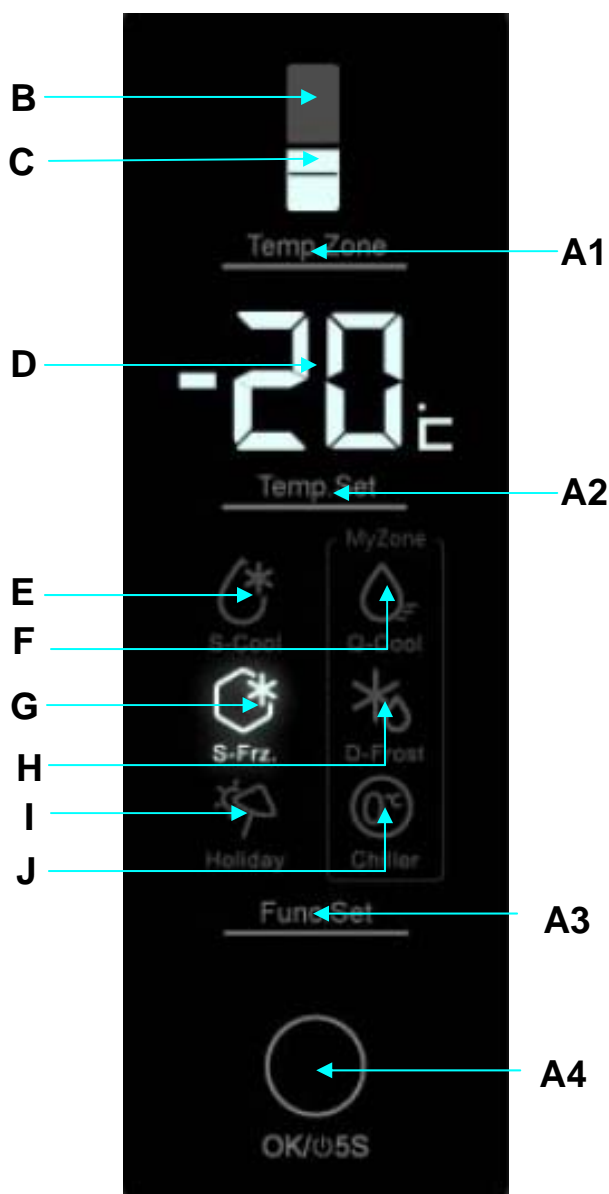 B
C
Temp.Zone
A1
D
-20℃
Temp.Set
A2
MyZone
E
S-Cool
F
Q-Cool
G
S-Frz.
H
D-Frost
I
0℃
Holiday
J
Chiller
Func.Set
A3
A4
OK/⏻5S